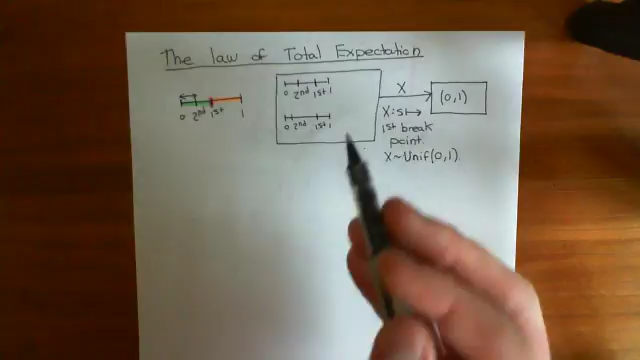 The law of Total Expectation
0 2nd 1st 1
0 2nd 1st 1
0 2nd 1st 1
X
(0,1)
X:s↦
1st break
point.
X~Unif(0,1)